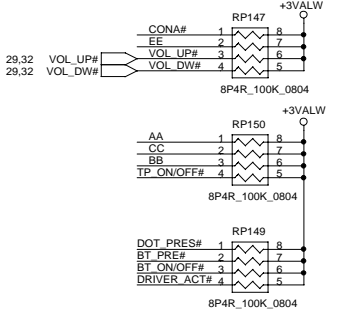 +3VALW
RP147
CONA# 1 8
EE 2 7
29,32 VOL_UP# VOL_UP# 3 6
29,32 VOL_DW# VOL_DW# 4 5
8P4R_100K_0804
+3VALW
RP150
AA 1 8
CC 2 7
BB 3 6
TP_ON/OFF# 4 5
8P4R_100K_0804
RP149
DOT_PRES# 1 8
BT_PRE# 2 7
BT_ON/OFF# 3 6
DRIVER_ACT# 4 5
8P4R_100K_0804